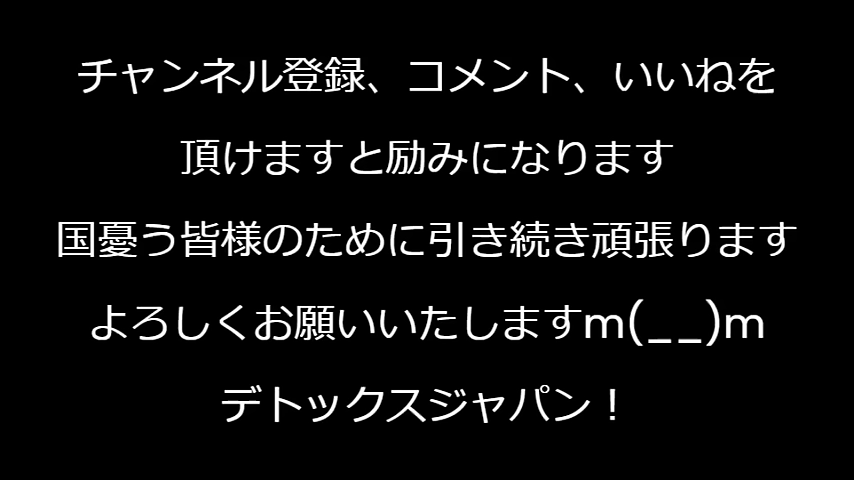 チャンネル登録、コメント、いいねを
頂けますと励みになります
国憂う皆様のために引き続き頑張ります
よろしくお願いいたしますm(__)m
デトックスジャパン！